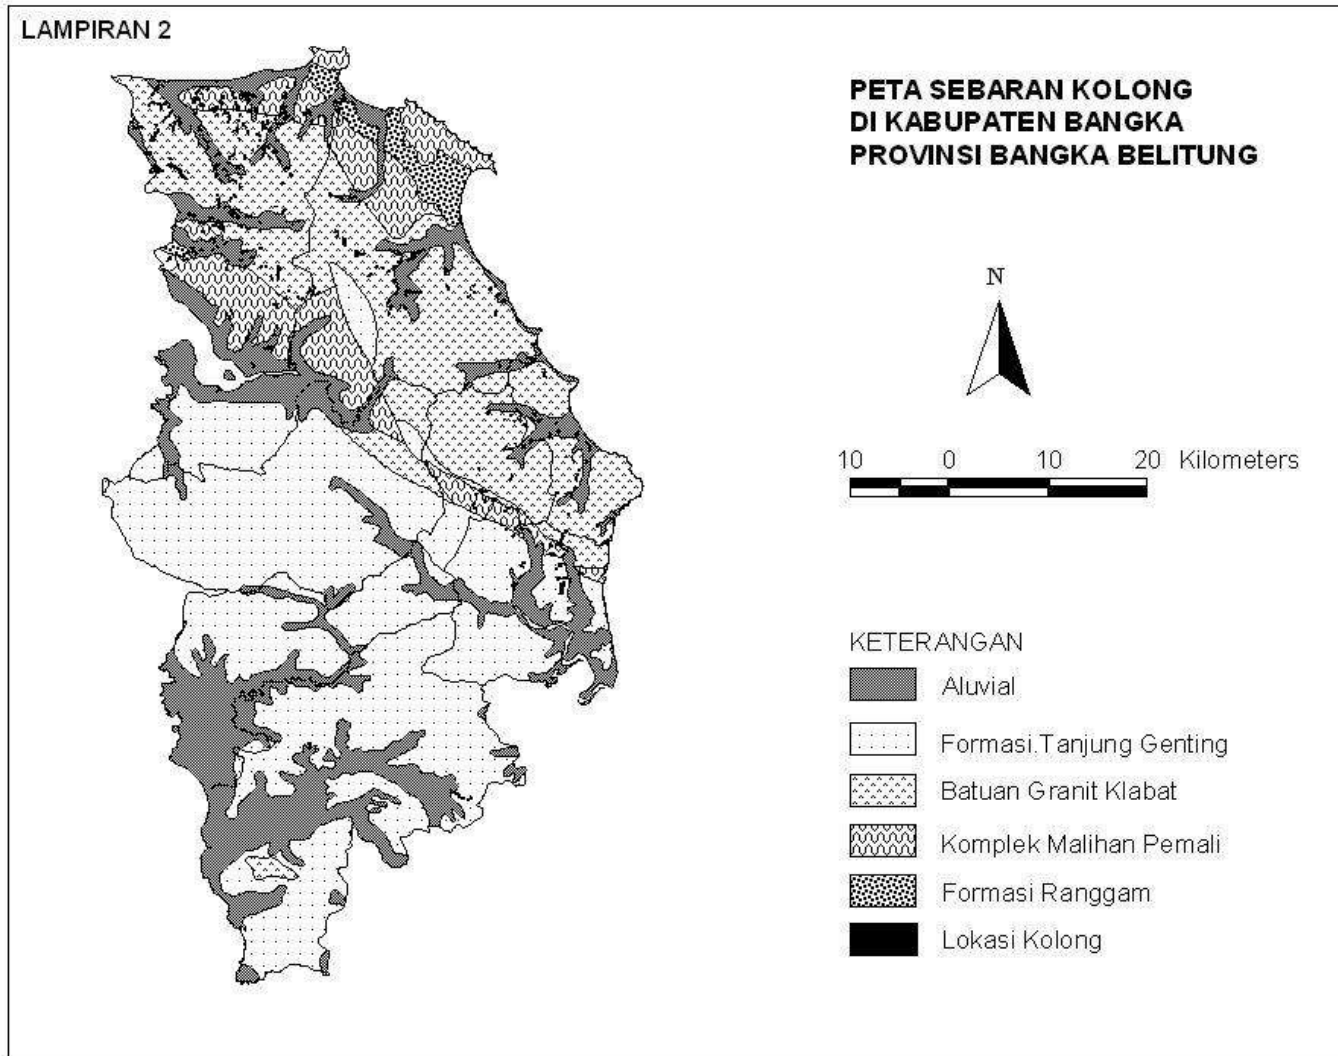 LAMPIRAN 2
PETA SEBARAN KOLONG
DI KABUPATEN BANGKA
PROVINSI BANGKA BELITUNG
N
10 0 10 20 Kilometers
KETERANGAN
Aluvial
Formasi.Tanjung Genting
Batuan Granit Klabat
Komplek Malihan Pemali
Formasi Ranggam
Lokasi Kolong